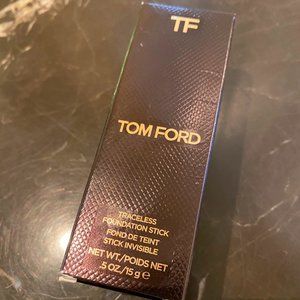 TF
TOM FORD
TRACELESS
FOUNDATION STICK
FOND DE TEINT
STICK INVISIBLE
NET WT./POIDS NET
.5 OZ./15 g ℮